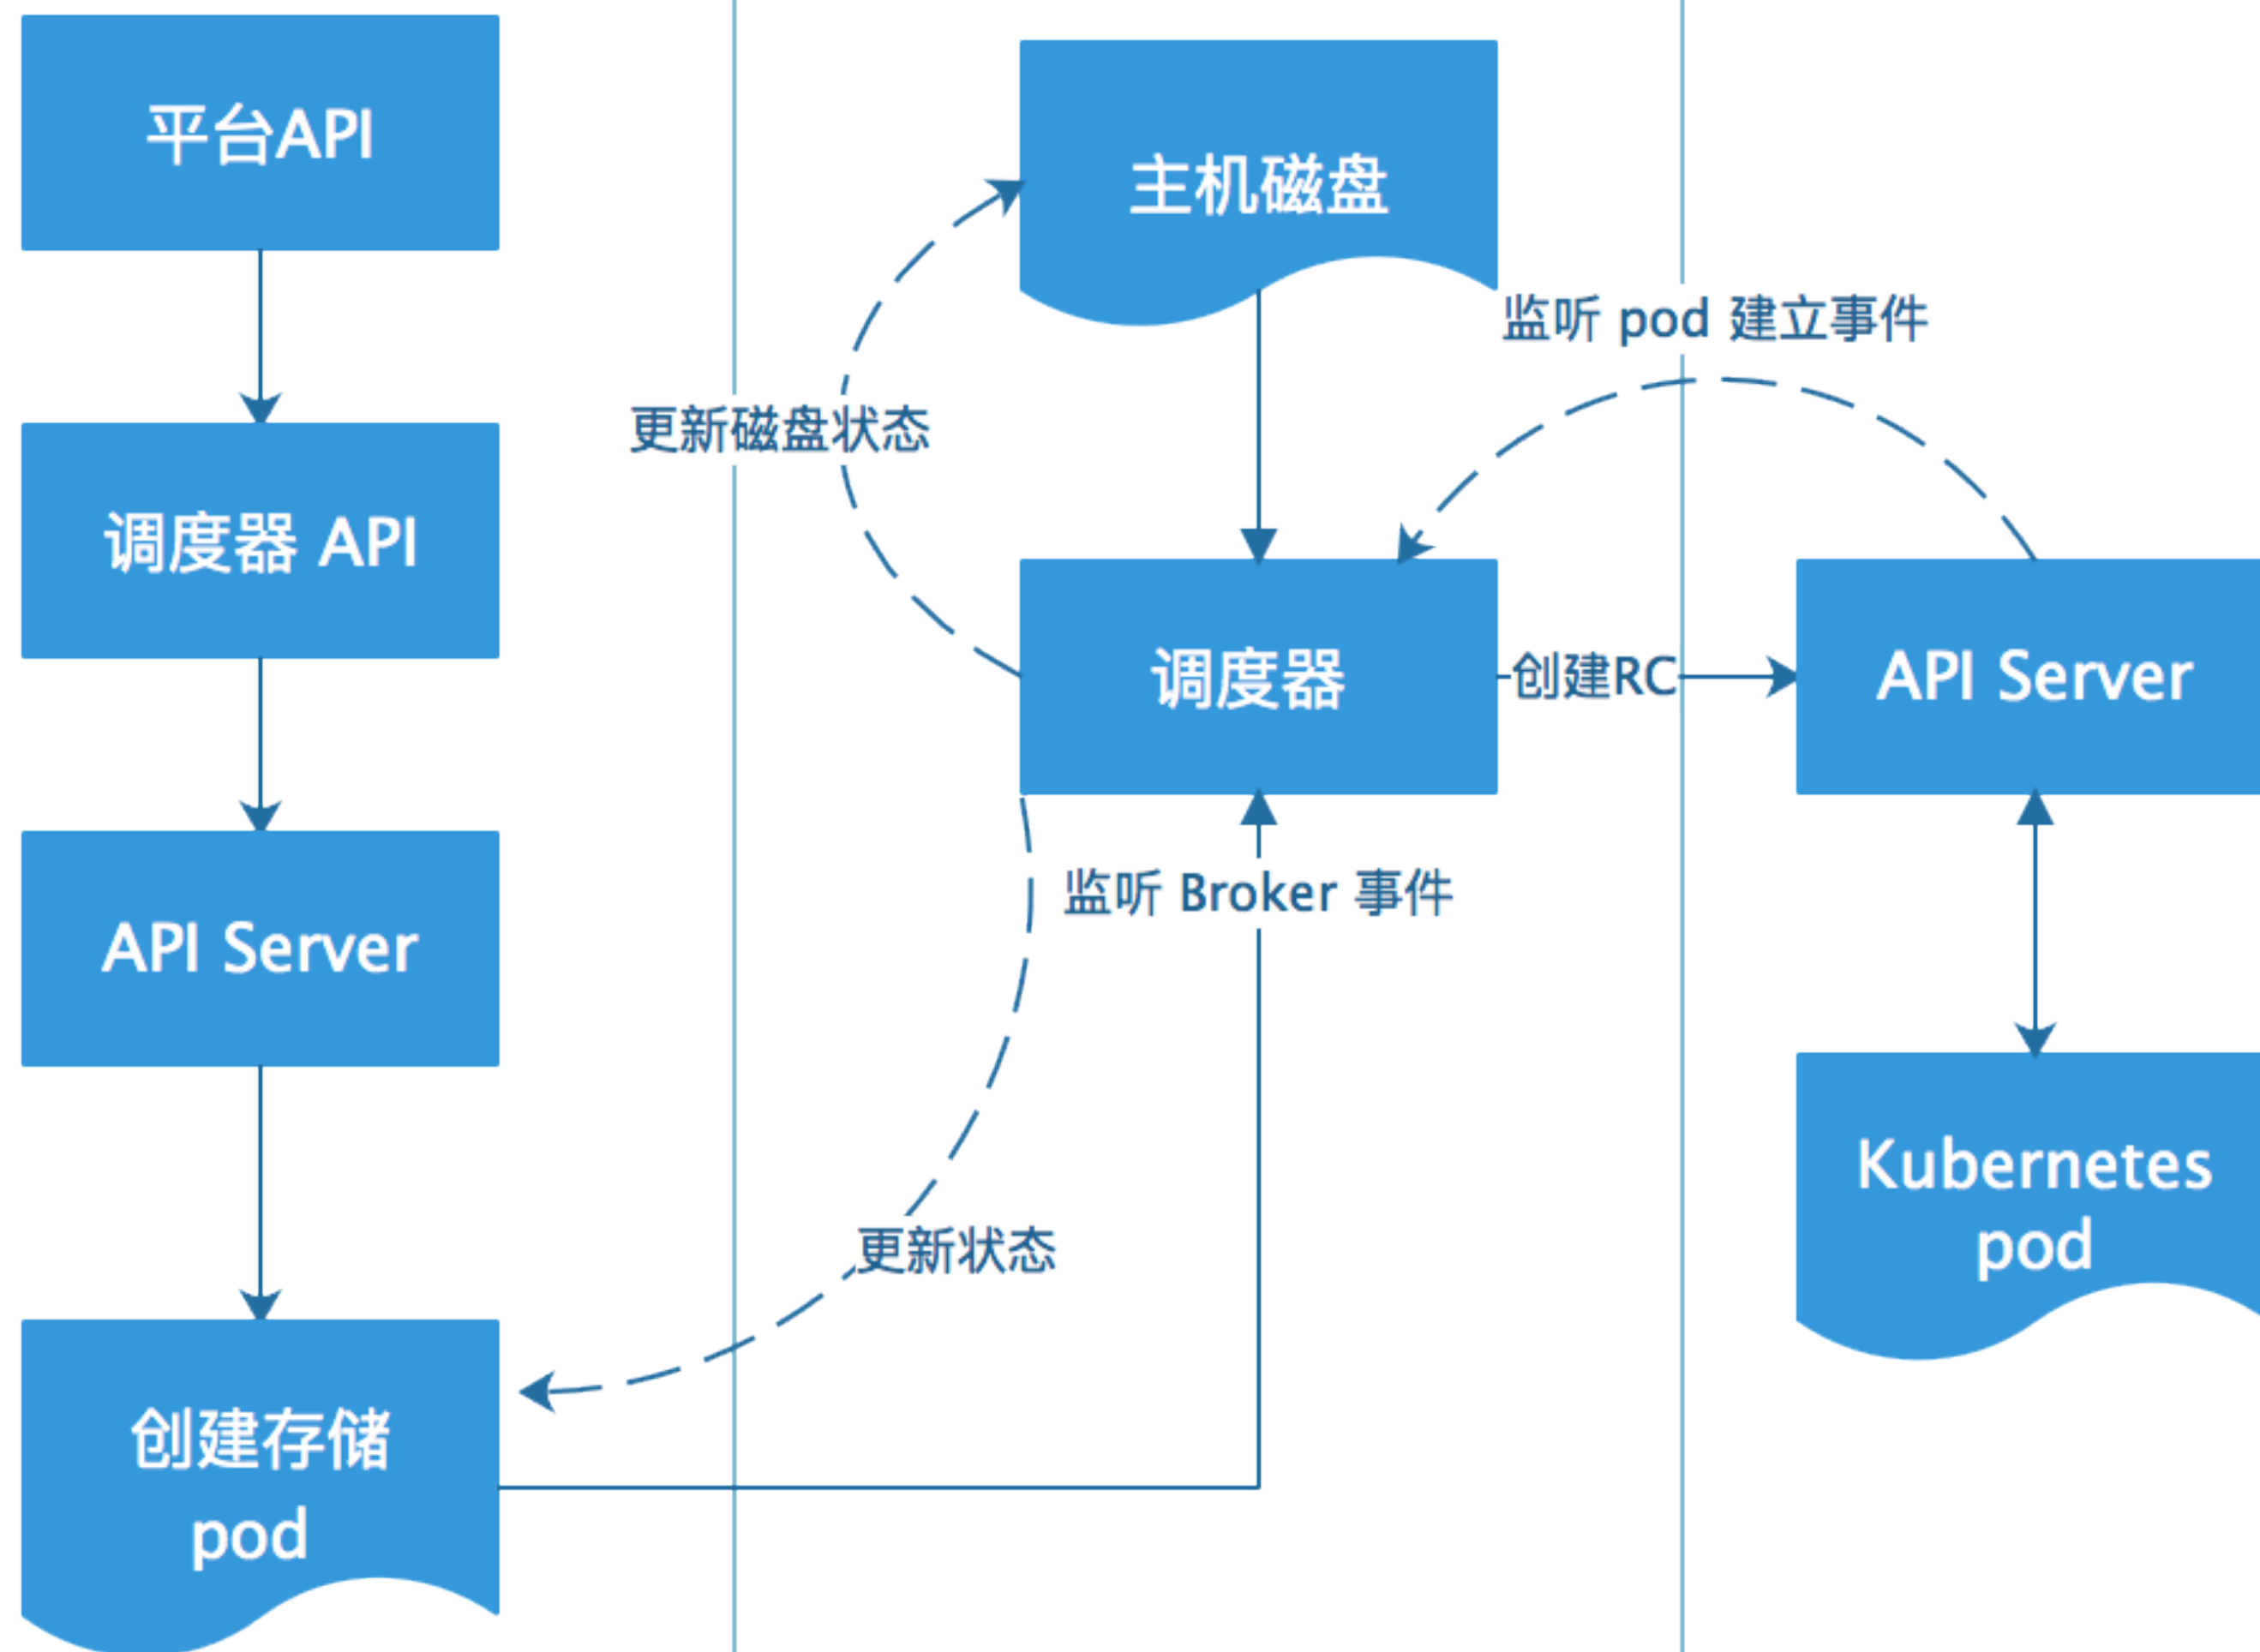 平台API
调度器 API
API Server
创建存储
pod
主机磁盘
更新磁盘状态
调度器
监听 Broker 事件
更新状态
监听 pod 建立事件
创建RC
API Server
Kubernetes
pod